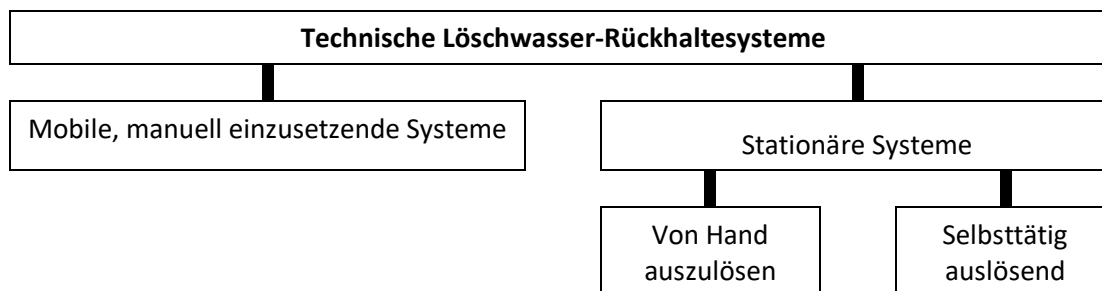 Technische Löschwasser-Rückhaltesysteme
Mobile, manuell einzusetzende Systeme
Stationäre Systeme
Von Hand
auszulösen
Selbsttätig
auslösend